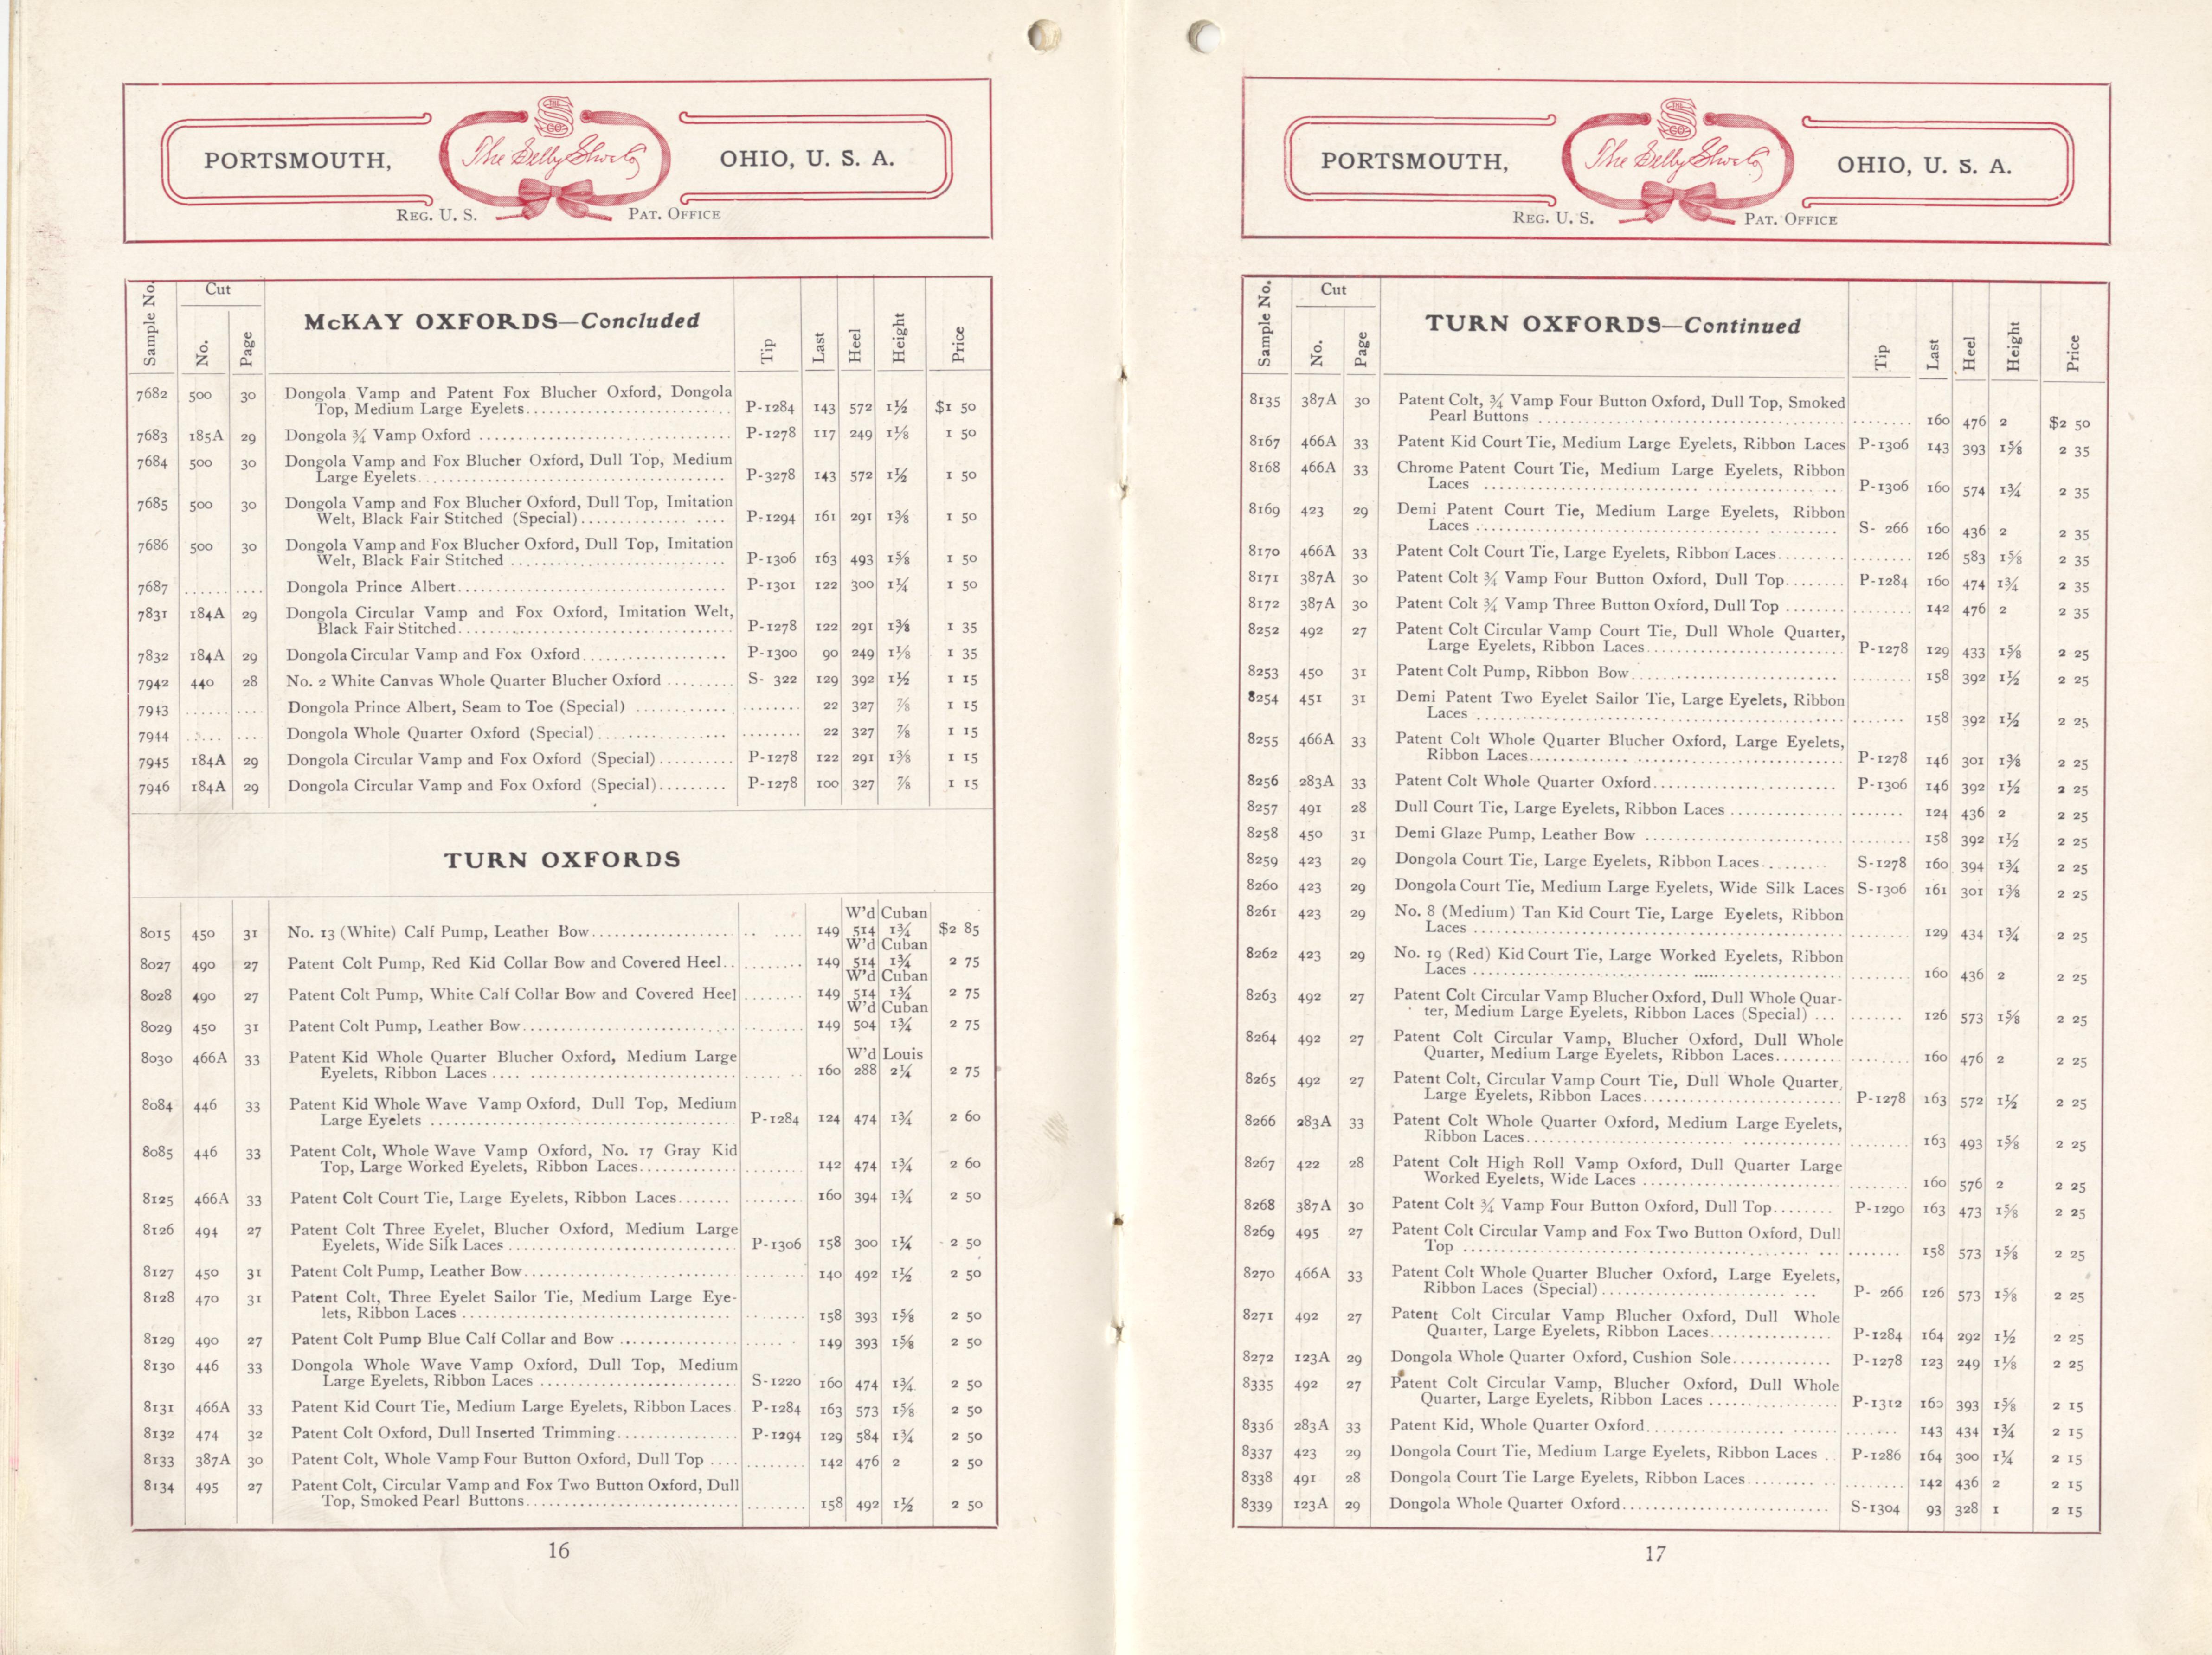 PORTSMOUTH,
THE S CO
The Selby Shoe Co
OHIO, U. S. A.
REG. U. S. PAT. OFFICE
Sample No. Cut No. Page McKAY OXFORDS—Concluded Tip Last Heel Height Price
7682 500 30 Dongola Vamp and Patent Fox Blucher Oxford, Dongola
Top, Medium Large Eyelets P-1284 143 572 1½ $1 50
7683 185A 29 Dongola ¾ Vamp Oxford P-1278 117 249 1⅛ 1 50
7684 500 30 Dongola Vamp and Fox Blucher Oxford, Dull Top, Medium
Large Eyelets P-3278 143 572 1½ 1 50
7685 500 30 Dongola Vamp and Fox Blucher Oxford, Dull Top, Imitation
Welt, Black Fair Stitched (Special) P-1294 161 291 1⅜ 1 50
7686 500 30 Dongola Vamp and Fox Blucher Oxford, Dull Top, Imitation
Welt, Black Fair Stitched P-1306 163 493 1⅝ 1 50
7687 Dongola Prince Albert P-1301 122 300 1¼ 1 50
7831 184A 29 Dongola Circular Vamp and Fox Oxford, Imitation Welt,
Black Fair Stitched P-1278 122 291 1⅜ 1 35
7832 184A 29 Dongola Circular Vamp and Fox Oxford P-1300 90 249 1⅛ 1 35
7942 440 28 No. 2 White Canvas Whole Quarter Blucher Oxford S- 322 129 392 1½ 1 15
7943 Dongola Prince Albert, Seam to Toe (Special) 22 327 ⅞ 1 15
7944 Dongola Whole Quarter Oxford (Special) 22 327 ⅞ 1 15
7945 184A 29 Dongola Circular Vamp and Fox Oxford (Special) P-1278 122 291 1⅜ 1 15
7946 184A 29 Dongola Circular Vamp and Fox Oxford (Special) P-1278 100 327 ⅞ 1 15
TURN OXFORDS
W'd Cuban
8015 450 31 No. 13 (White) Calf Pump, Leather Bow 149 514 1¾ $2 85
W'd Cuban
8027 490 27 Patent Colt Pump, Red Kid Collar Bow and Covered Heel 149 514 1¾ 2 75
W'd Cuban
8028 490 27 Patent Colt Pump, White Calf Collar Bow and Covered Heel 149 514 1¾ 2 75
W'd Cuban
8029 450 31 Patent Colt Pump, Leather Bow 149 504 1¾ 2 75
8030 466A 33 Patent Kid Whole Quarter Blucher Oxford, Medium Large W'd Louis
Eyelets, Ribbon Laces 160 288 2¼ 2 75
8084 446 33 Patent Kid Whole Wave Vamp Oxford, Dull Top, Medium
Large Eyelets P-1284 124 474 1¾ 2 60
8085 446 33 Patent Colt, Whole Wave Vamp Oxford, No. 17 Gray Kid
Top, Large Worked Eyelets, Ribbon Laces 142 474 1¾ 2 60
8125 466A 33 Patent Colt Court Tie, Large Eyelets, Ribbon Laces 160 394 1¾ 2 50
8126 494 27 Patent Colt Three Eyelet, Blucher Oxford, Medium Large
Eyelets, Wide Silk Laces P-1306 158 300 1¼ 2 50
8127 450 31 Patent Colt Pump, Leather Bow 140 492 1½ 2 50
8128 470 31 Patent Colt, Three Eyelet Sailor Tie, Medium Large Eye-
lets, Ribbon Laces 158 393 1⅝ 2 50
8129 490 27 Patent Colt Pump Blue Calf Collar and Bow 149 393 1⅝ 2 50
8130 446 33 Dongola Whole Wave Vamp Oxford, Dull Top, Medium
Large Eyelets, Ribbon Laces S-1220 160 474 1¾ 2 50
8131 466A 33 Patent Kid Court Tie, Medium Large Eyelets, Ribbon Laces P-1284 163 573 1⅝ 2 50
8132 474 32 Patent Colt Oxford, Dull Inserted Trimming P-1294 129 584 1¾ 2 50
8133 387A 30 Patent Colt, Whole Vamp Four Button Oxford, Dull Top 142 476 2 2 50
8134 495 27 Patent Colt, Circular Vamp and Fox Two Button Oxford, Dull
Top, Smoked Pearl Buttons 158 492 1½ 2 50
16
PORTSMOUTH,
THE S CO
The Selby Shoe Co
OHIO, U. S. A.
REG. U. S. PAT. OFFICE
Sample No. Cut No. Page TURN OXFORDS—Continued Tip Last Heel Height Price
8135 387A 30 Patent Colt, ¾ Vamp Four Button Oxford, Dull Top, Smoked
Pearl Buttons 160 476 2 $2 50
8167 466A 33 Patent Kid Court Tie, Medium Large Eyelets, Ribbon Laces P-1306 143 393 1⅝ 2 35
8168 466A 33 Chrome Patent Court Tie, Medium Large Eyelets, Ribbon
Laces P-1306 160 574 1¾ 2 35
8169 423 29 Demi Patent Court Tie, Medium Large Eyelets, Ribbon
Laces S- 266 160 436 2 2 35
8170 466A 33 Patent Colt Court Tie, Large Eyelets, Ribbon Laces 126 583 1⅝ 2 35
8171 387A 30 Patent Colt ¾ Vamp Four Button Oxford, Dull Top P-1284 160 474 1¾ 2 35
8172 387A 30 Patent Colt ¾ Vamp Three Button Oxford, Dull Top 142 476 2 2 35
8252 492 27 Patent Colt Circular Vamp Court Tie, Dull Whole Quarter,
Large Eyelets, Ribbon Laces P-1278 129 433 1⅝ 2 25
8253 450 31 Patent Colt Pump, Ribbon Bow 158 392 1½ 2 25
8254 451 31 Demi Patent Two Eyelet Sailor Tie, Large Eyelets, Ribbon
Laces 158 392 1½ 2 25
8255 466A 33 Patent Colt Whole Quarter Blucher Oxford, Large Eyelets,
Ribbon Laces P-1278 146 301 1⅜ 2 25
8256 283A 33 Patent Colt Whole Quarter Oxford P-1306 146 392 1½ 2 25
8257 491 28 Dull Court Tie, Large Eyelets, Ribbon Laces 124 436 2 2 25
8258 450 31 Demi Glaze Pump, Leather Bow 158 392 1½ 2 25
8259 423 29 Dongola Court Tie, Large Eyelets, Ribbon Laces S-1278 160 394 1¾ 2 25
8260 423 29 Dongola Court Tie, Medium Large Eyelets, Wide Silk Laces S-1306 161 301 1⅜ 2 25
8261 423 29 No. 8 (Medium) Tan Kid Court Tie, Large Eyelets, Ribbon
Laces 129 434 1¾ 2 25
8262 423 29 No. 19 (Red) Kid Court Tie, Large Worked Eyelets, Ribbon
Laces 160 436 2 2 25
8263 492 27 Patent Colt Circular Vamp Blucher Oxford, Dull Whole Quar-
ter, Medium Large Eyelets, Ribbon Laces (Special) 126 573 1⅝ 2 25
8264 492 27 Patent Colt Circular Vamp, Blucher Oxford, Dull Whole
Quarter, Medium Large Eyelets, Ribbon Laces 160 476 2 2 25
8265 492 27 Patent Colt, Circular Vamp Court Tie, Dull Whole Quarter,
Large Eyelets, Ribbon Laces P-1278 163 572 1½ 2 25
8266 283A 33 Patent Colt Whole Quarter Oxford, Medium Large Eyelets,
Ribbon Laces 163 493 1⅝ 2 25
8267 422 28 Patent Colt High Roll Vamp Oxford, Dull Quarter Large
Worked Eyelets, Wide Laces 160 576 2 2 25
8268 387A 30 Patent Colt ¾ Vamp Four Button Oxford, Dull Top P-1290 163 473 1⅝ 2 25
8269 495 27 Patent Colt Circular Vamp and Fox Two Button Oxford, Dull
Top 158 573 1⅝ 2 25
8270 466A 33 Patent Colt Whole Quarter Blucher Oxford, Large Eyelets,
Ribbon Laces (Special) P- 266 126 573 1⅝ 2 25
8271 492 27 Patent Colt Circular Vamp Blucher Oxford, Dull Whole
Quarter, Large Eyelets, Ribbon Laces P-1284 164 292 1½ 2 25
8272 123A 29 Dongola Whole Quarter Oxford, Cushion Sole P-1278 123 249 1⅛ 2 25
8335 492 27 Patent Colt Circular Vamp, Blucher Oxford, Dull Whole
Quarter, Large Eyelets, Ribbon Laces P-1312 160 393 1⅝ 2 15
8336 283A 33 Patent Kid, Whole Quarter Oxford 143 434 1¾ 2 15
8337 423 29 Dongola Court Tie, Medium Large Eyelets, Ribbon Laces P-1286 164 300 1¼ 2 15
8338 491 28 Dongola Court Tie Large Eyelets, Ribbon Laces 142 436 2 2 15
8339 123A 29 Dongola Whole Quarter Oxford S-1304 93 328 1 2 15
17